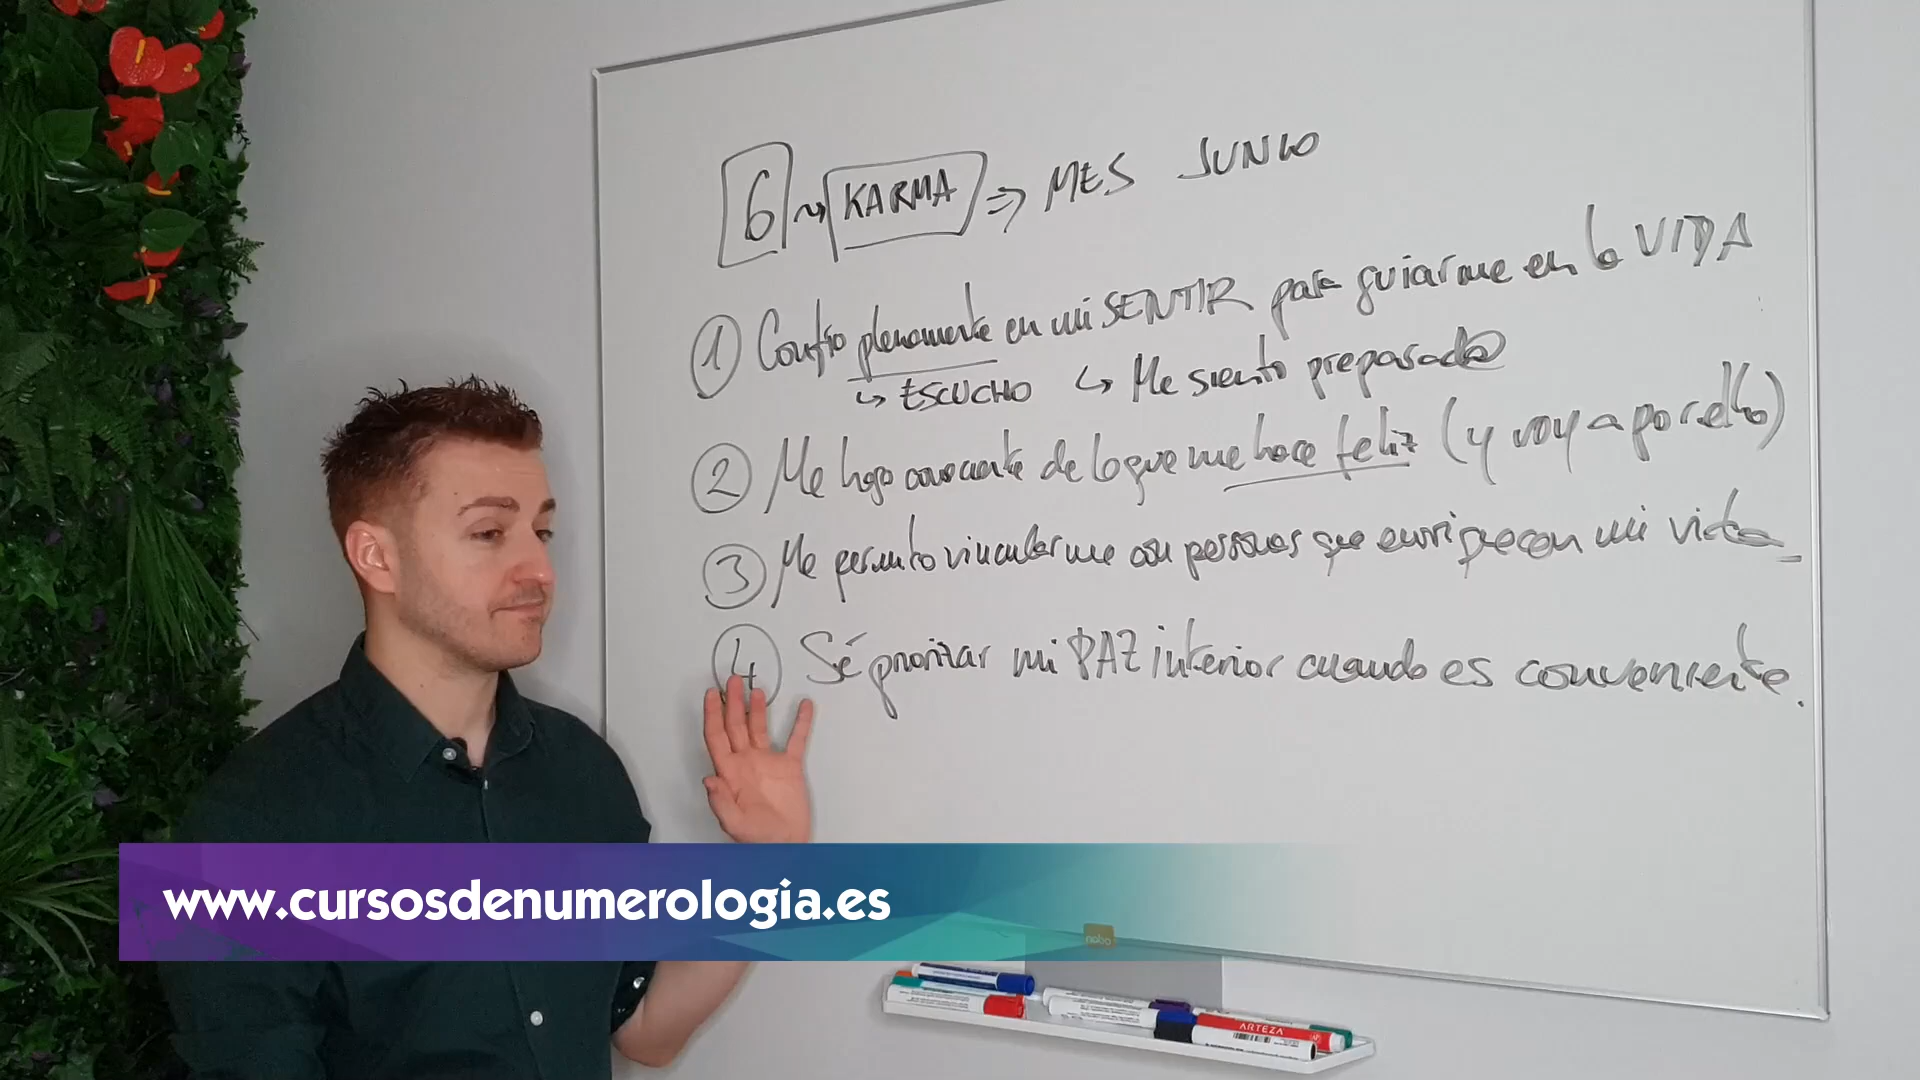 6 → KARMA ⇒ MES JUNIO
① Confío plenamente en mi SENTIR para guiarme en la VIDA
↳ ESCUCHO ↳ Me siento preparado
② Me hago consciente de lo que me hace feliz (y voy a por ello)
③ Me permito vincularme con personas que enriquecen mi vida
④ Sé priorizar mi PAZ interior cuando es conveniente.
www.cursosdenumerologia.es
nobo
ARTEZA